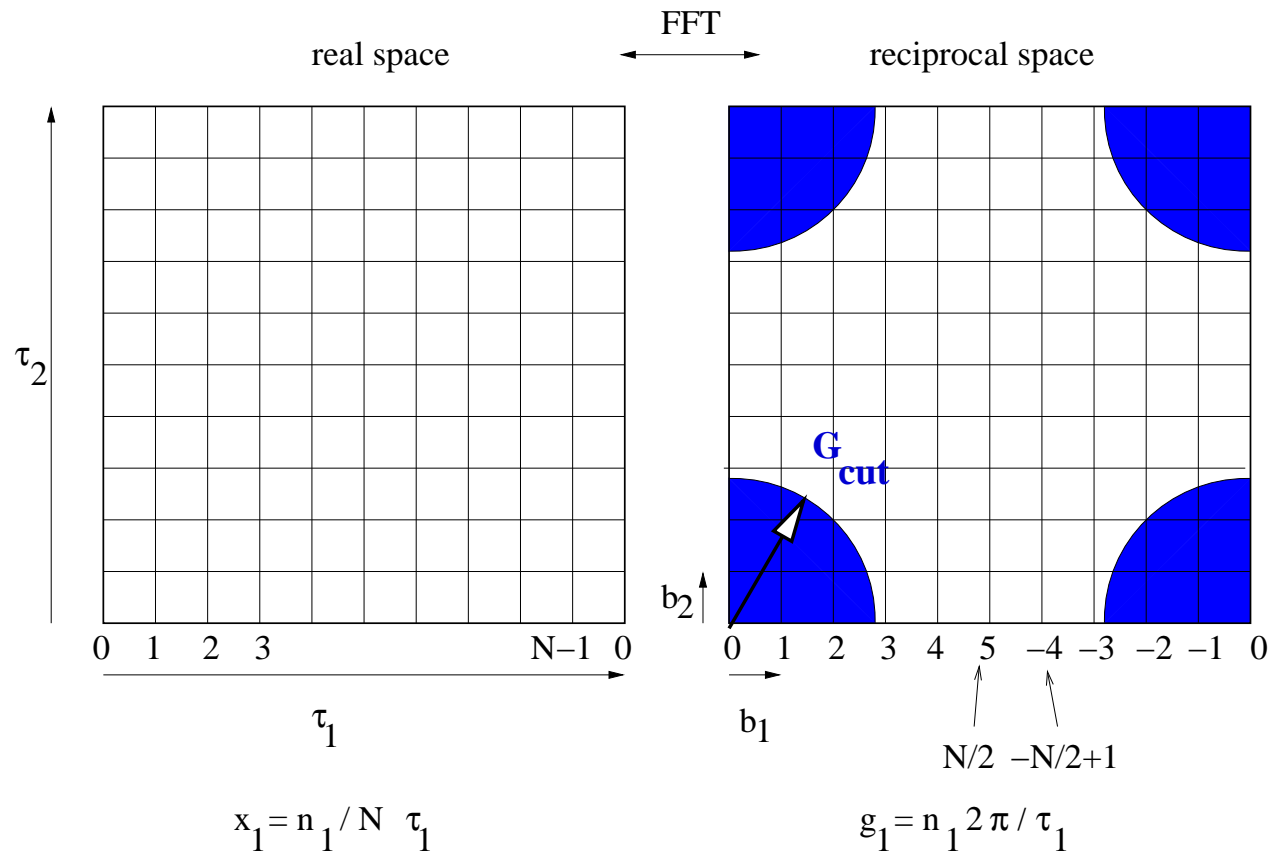 FFT
real space
reciprocal space
τ2
Gcut
b2
0 1 2 3 N−1 0
0 1 2 3 4 5 −4 −3 −2 −1 0
τ1
b1
N/2 −N/2+1
x1 = n1 / N τ1
g1 = n1 2 π / τ1